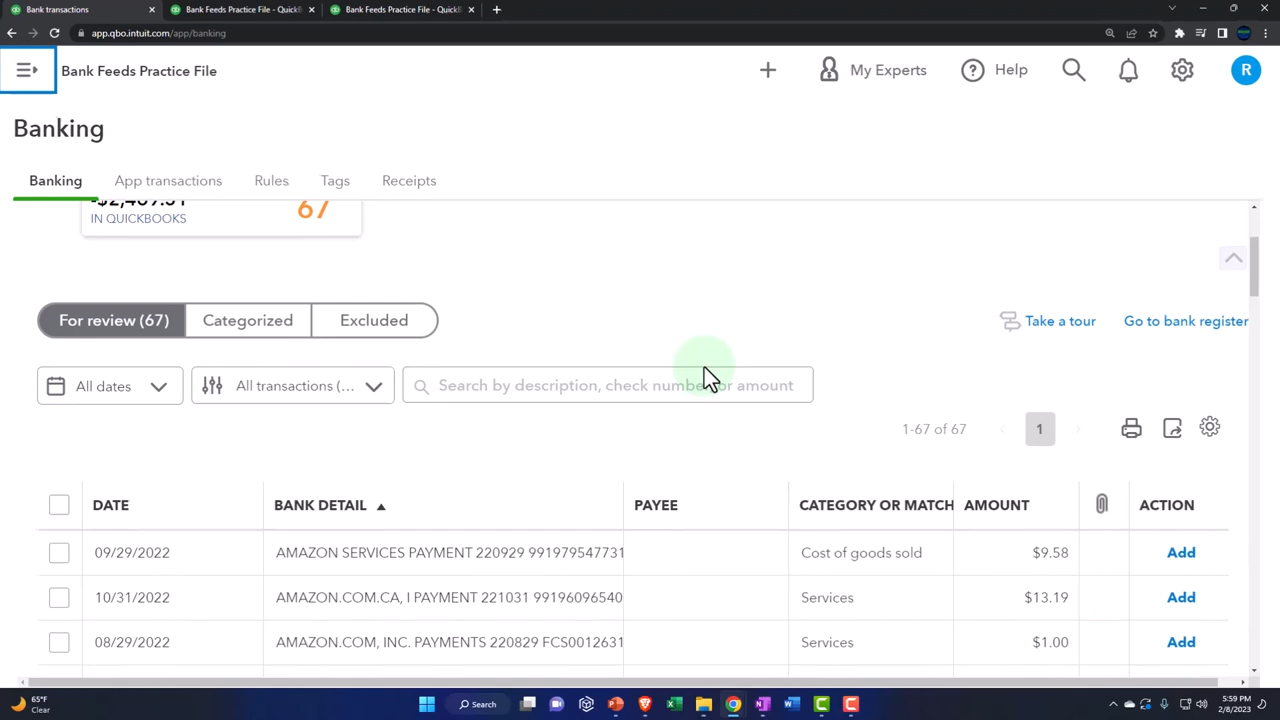 Bank transactions
Bank Feeds Practice File - QuickB
Bank Feeds Practice File - QuickB
app.qbo.intuit.com/app/banking
Bank Feeds Practice File
My Experts
Help
R
Banking
Banking
App transactions
Rules
Tags
Receipts
IN QUICKBOOKS
67
For review (67)
Categorized
Excluded
Take a tour
Go to bank register
All dates
All transactions (...
Search by description, check number or amount
1-67 of 67
1
DATE BANK DETAIL PAYEE CATEGORY OR MATCH AMOUNT ACTION
09/29/2022 AMAZON SERVICES PAYMENT 220929 991979547731 Cost of goods sold $9.58 Add
10/31/2022 AMAZON.COM.CA, I PAYMENT 221031 99196096540 Services $13.19 Add
08/29/2022 AMAZON.COM, INC. PAYMENTS 220829 FCS0012631 Services $1.00 Add
65°F
Clear
Search
5:59 PM
2/8/2023